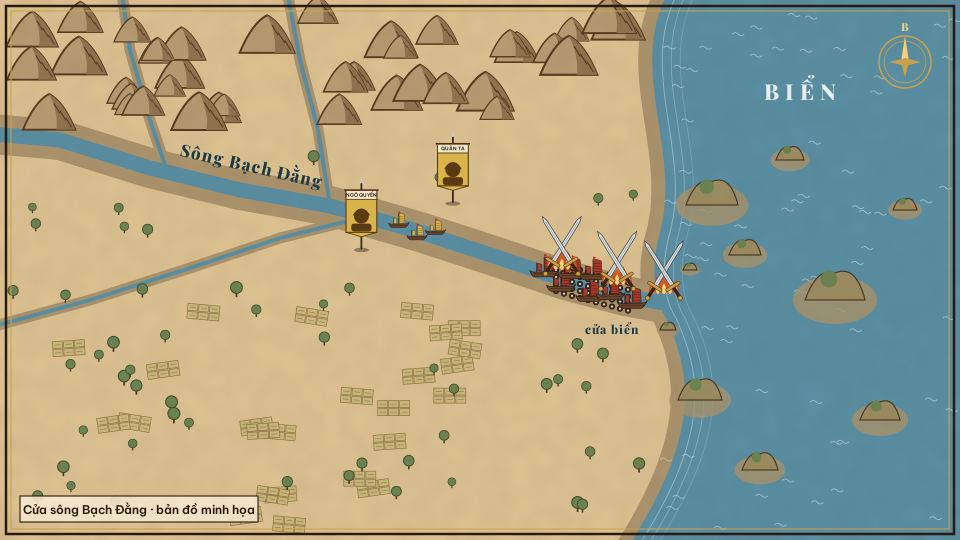 B
BIỂN
Sông Bạch Đằng
QUÂN TA
NGÔ QUYỀN
cửa biển
Cửa sông Bạch Đằng · bản đồ minh họa